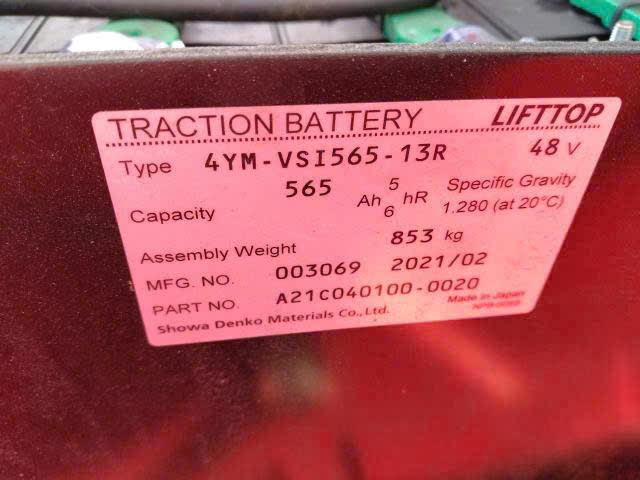 TRACTION BATTERY LIFTTOP
Type 4YM-VSI565-13R 48 V
Capacity 565 Ah 5 hR Specific Gravity
6 1.280 (at 20°C)
Assembly Weight 853 kg
MFG. NO. 003069 2021/02
PART NO. A21C040100-0020 Made in Japan
Showa Denko Materials Co.,Ltd.